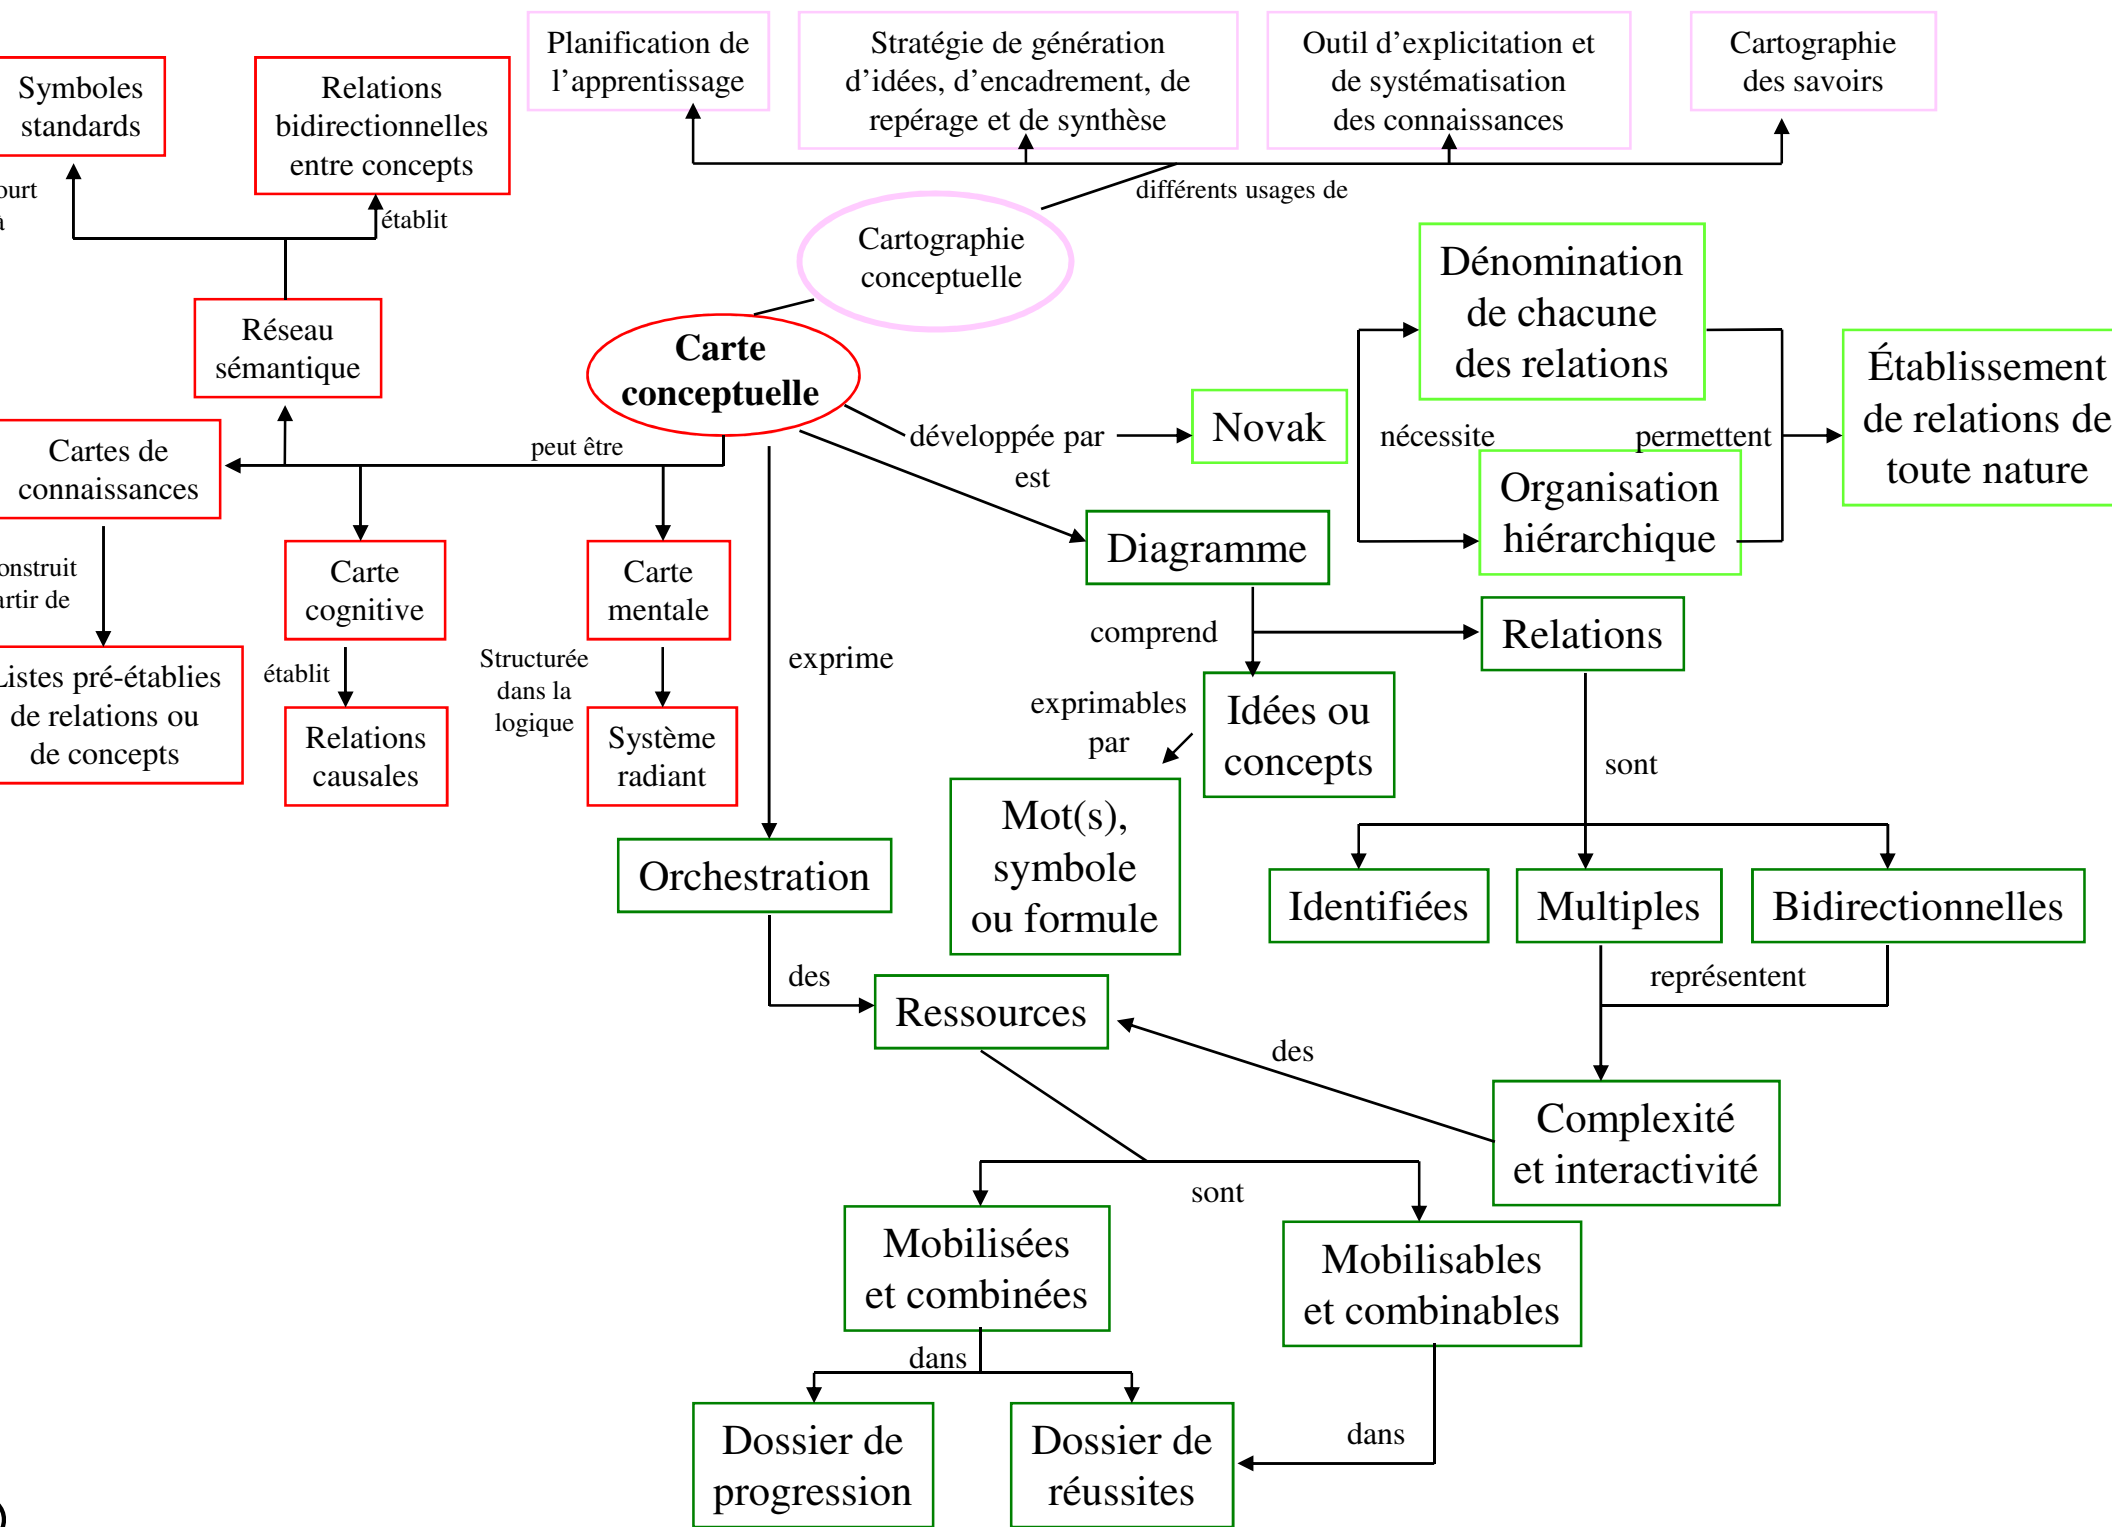 Planification de
l’apprentissage
Stratégie de génération
d’idées, d’encadrement, de
repérage et de synthèse
Outil d’explicitation et
de systématisation
des connaissances
Cartographie
des savoirs
Symboles
standards
Relations
bidirectionnelles
entre concepts
à
établit
différents usages de
Cartographie
conceptuelle
Réseau
sémantique
Carte
conceptuelle
Dénomination
de chacune
des relations
Établissement
de relations de
toute nature
Novak
développée par
est
nécessite
permettent
Organisation
hiérarchique
Cartes de
connaissances
peut être
Diagramme
Carte
cognitive
Carte
mentale
partir de
comprend
Relations
exprime
établit
Structurée
dans la
logique
Listes pré-établies
de relations ou
de concepts
Relations
causales
Système
radiant
exprimables
par
Idées ou
concepts
sont
Mot(s),
symbole
ou formule
Orchestration
Identifiées
Multiples
Bidirectionnelles
des
représentent
Ressources
des
Complexité
et interactivité
sont
Mobilisées
et combinées
Mobilisables
et combinables
dans
dans
Dossier de
progression
Dossier de
réussites